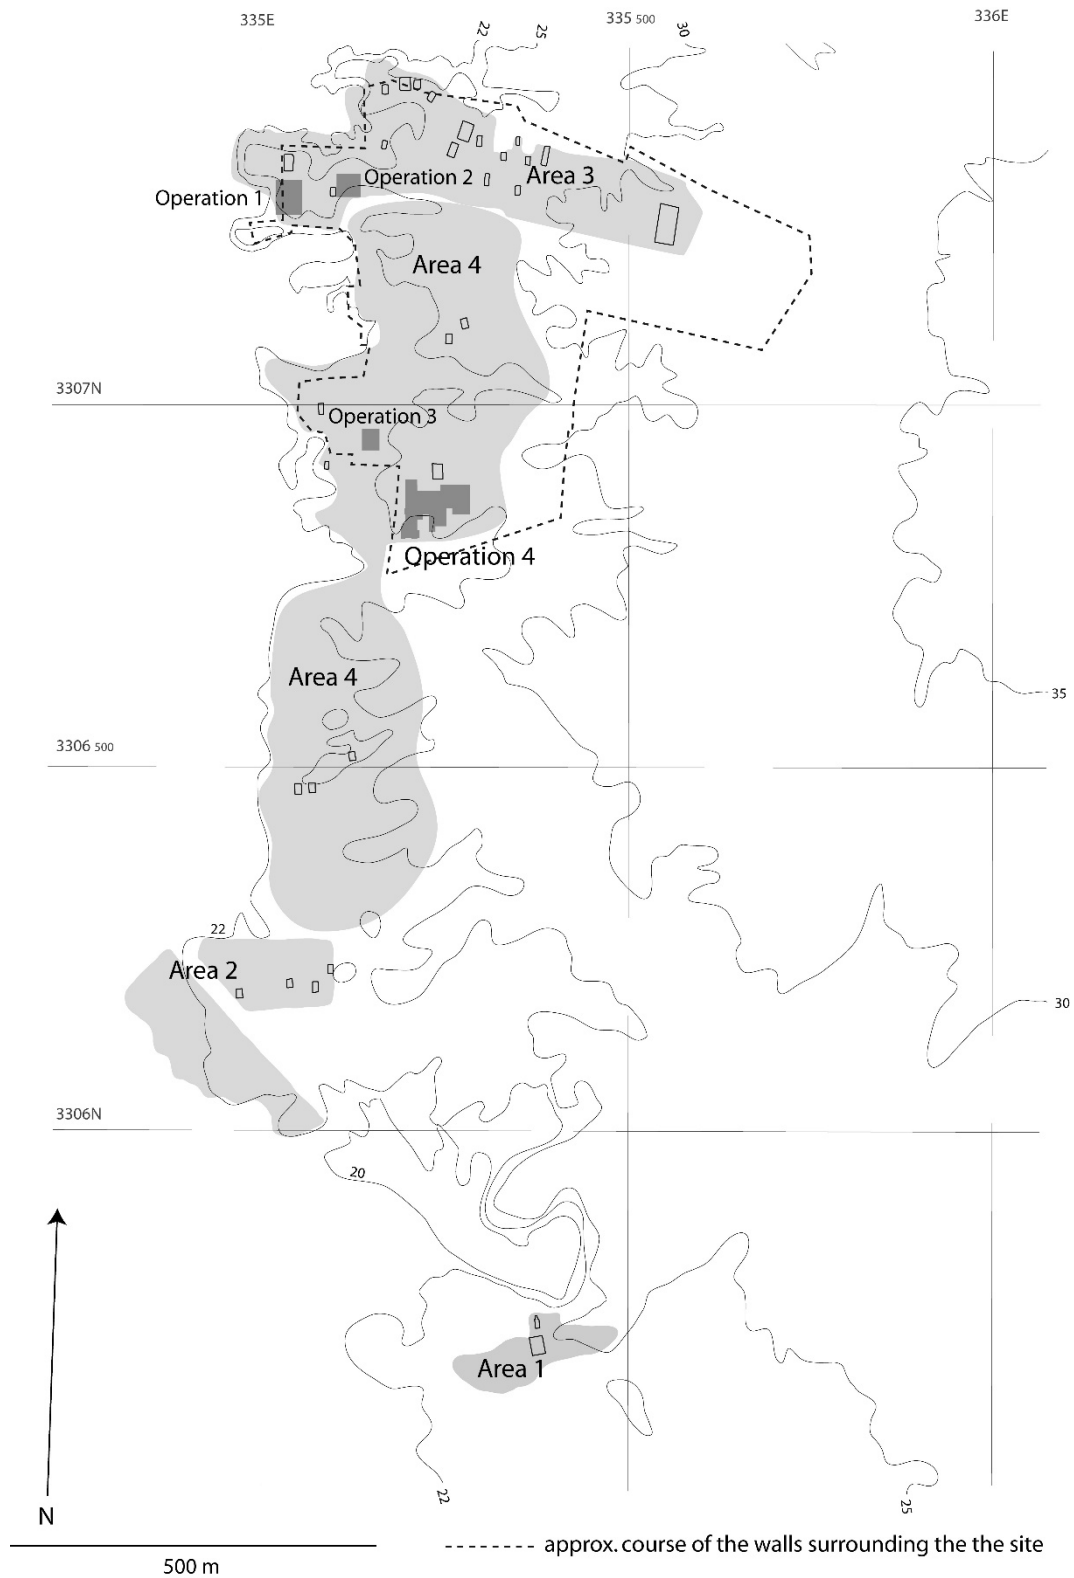 335E
22
25
335 500
30
336E
Operation 1
Operation 2
Area 3
Area 4
3307N
Operation 3
Operation 4
Area 4
35
3306 500
22
Area 2
30
3306N
20
Area 1
22
25
N
500 m
approx. course of the walls surrounding the the site